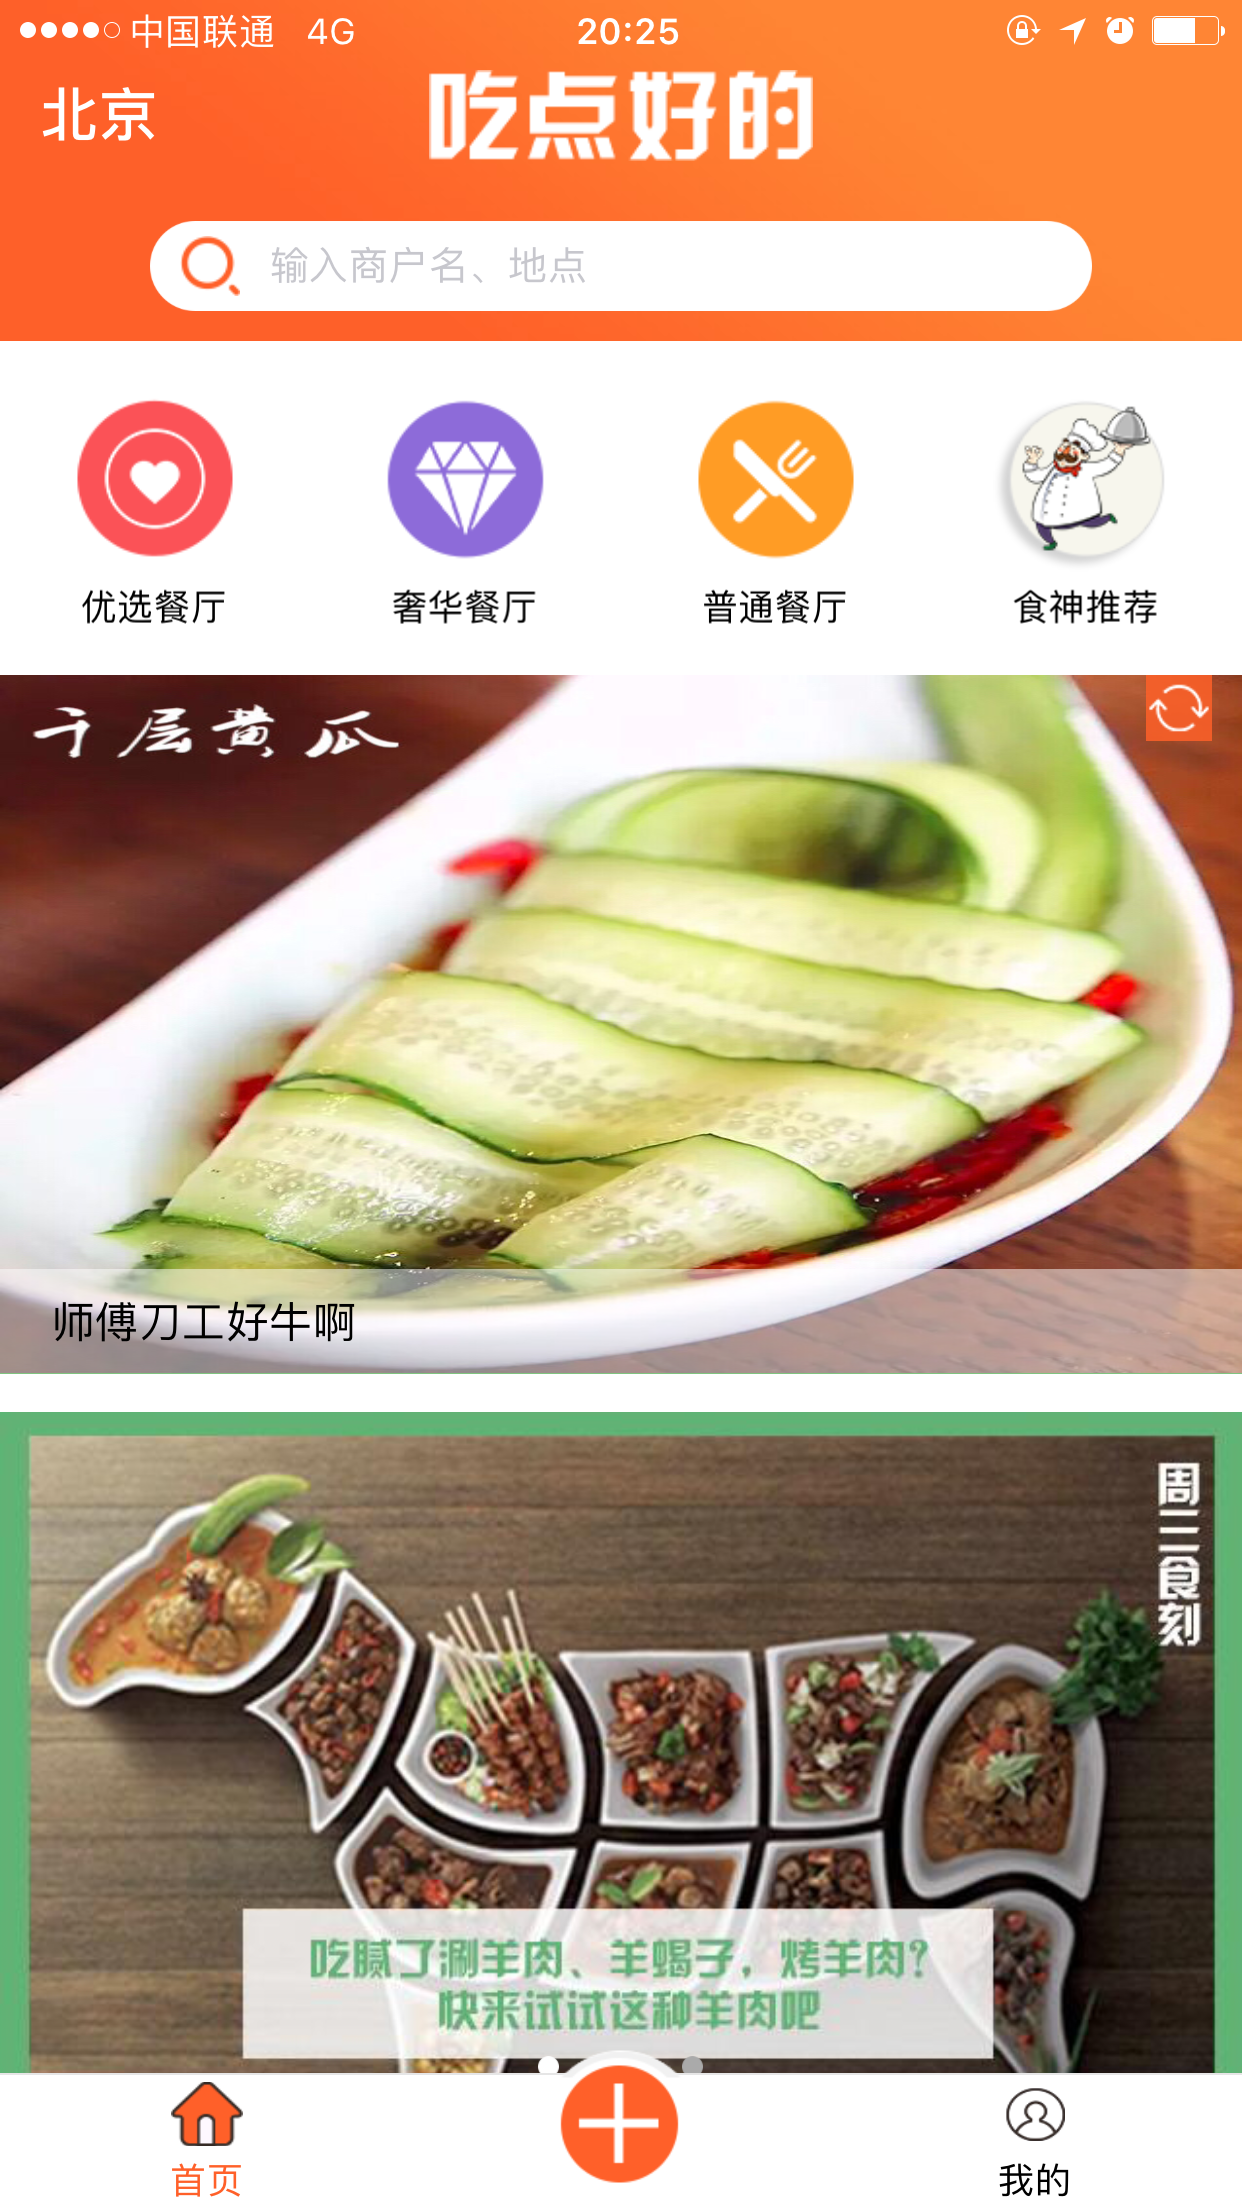 中国联通 4G 20:25
北京
吃点好的
输入商户名、地点
优选餐厅 奢华餐厅 普通餐厅 食神推荐
千层黄瓜
师傅刀工好牛啊
周三食刻
吃腻了涮羊肉、羊蝎子，烤羊肉？
快来试试这种羊肉吧
首页
我的